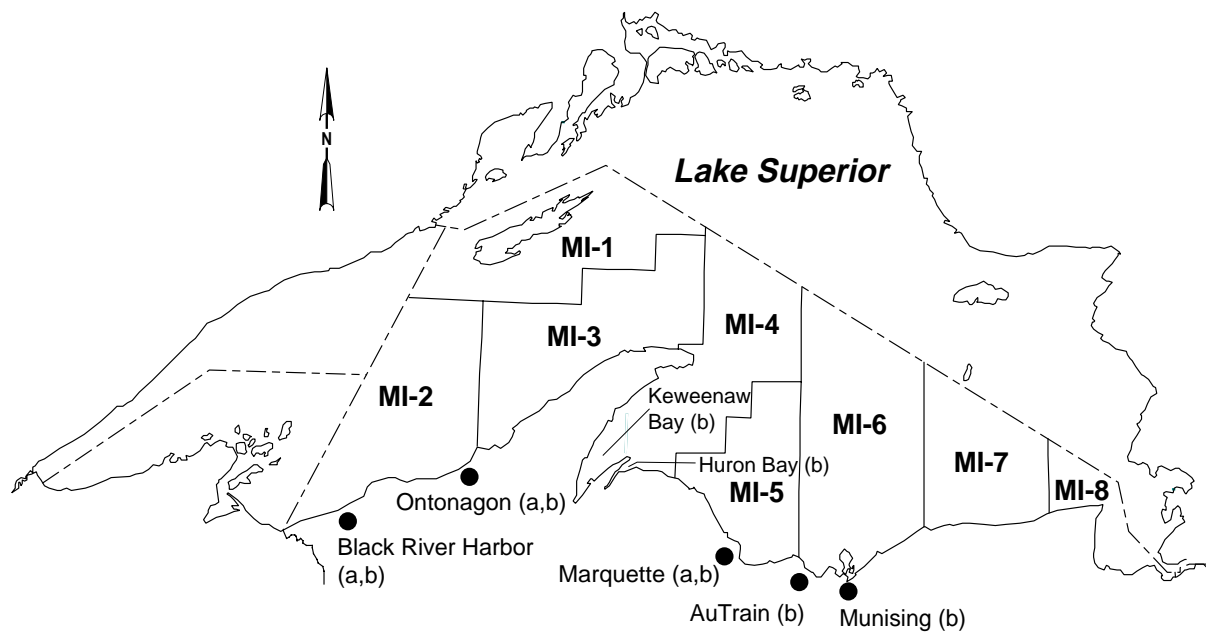 N
Lake Superior
MI-1
MI-3
MI-4
MI-2
Keweenaw
Bay (b)
MI-6
Huron Bay (b)
MI-7
MI-5
MI-8
Ontonagon (a,b)
Black River Harbor
(a,b)
Marquette (a,b)
AuTrain (b)
Munising (b)